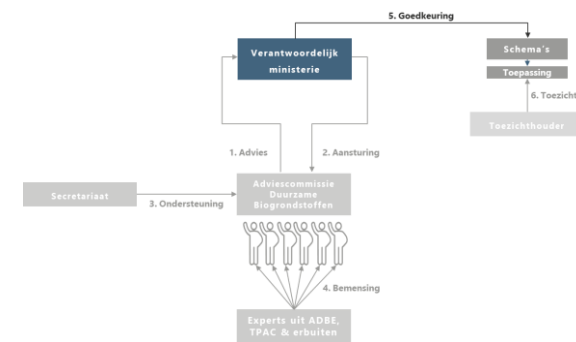 5. Goedkeuring
Verantwoordelijk
ministerie
Schema's
Toepassing
6. Toezicht
Toezichthouder
1. Advies
2. Aansturing
Secretariaat
3. Ondersteuning
Adviescommissie
Duurzame
Biogrondstoffen
4. Bemensing
Experts uit ADBE,
TPAC & erbuiten